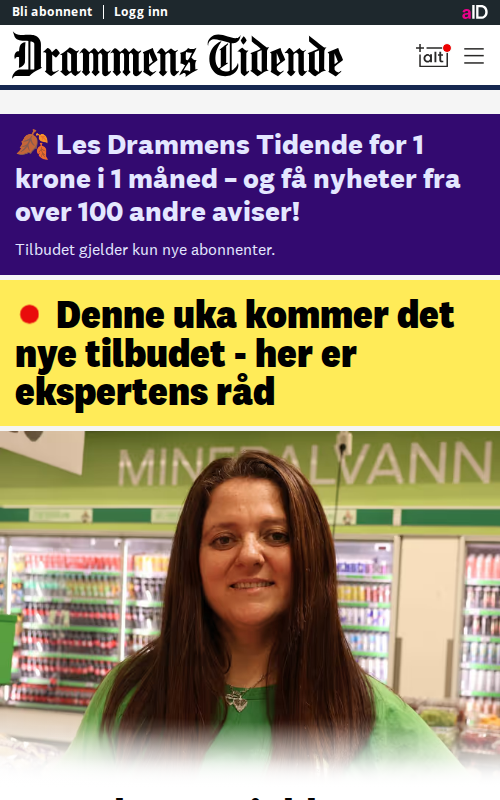 Bli abonnent | Logg inn
aID
Drammens Tidende
+alt
🍂 Les Drammens Tidende for 1
krone i 1 måned – og få nyheter fra
over 100 andre aviser!
Tilbudet gjelder kun nye abonnenter.
Denne uka kommer det
nye tilbudet - her er
ekspertens råd
MINERALVANN